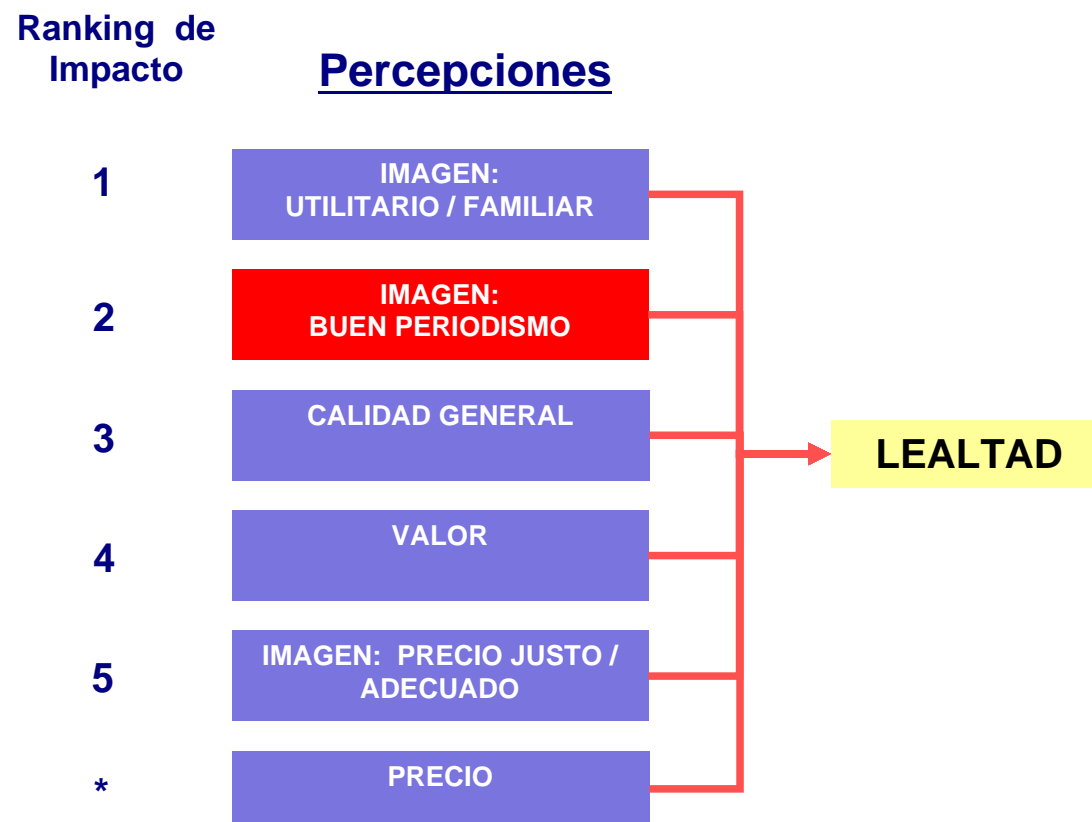 Ranking de
Impacto
Percepciones
1
IMAGEN:
UTILITARIO / FAMILIAR
2
IMAGEN:
BUEN PERIODISMO
3
CALIDAD GENERAL
LEALTAD
4
VALOR
5
IMAGEN: PRECIO JUSTO /
ADECUADO
*
PRECIO